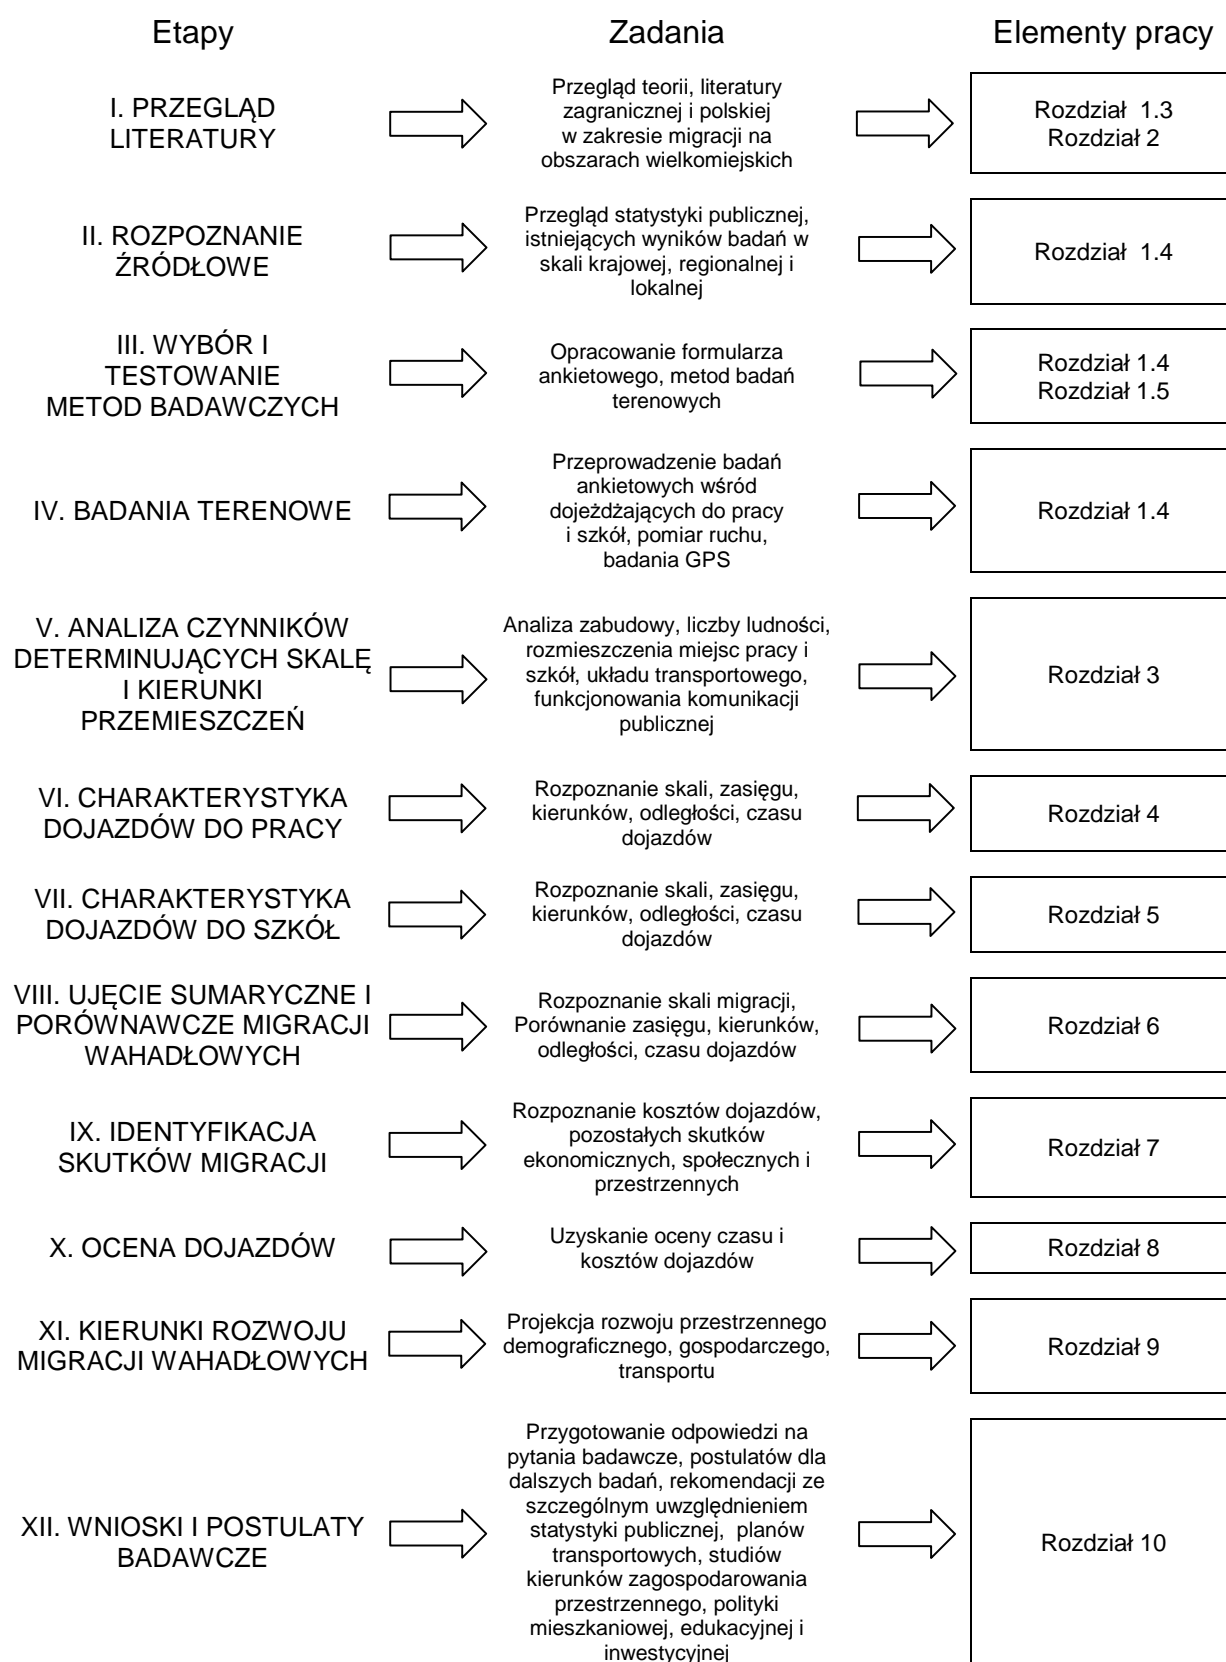 Etapy
Zadania
Elementy pracy
I. PRZEGLĄD
LITERATURY
Przegląd teorii, literatury
zagranicznej i polskiej
w zakresie migracji na
obszarach wielkomiejskich
Rozdział 1.3
Rozdział 2
II. ROZPOZNANIE
ŹRÓDŁOWE
Przegląd statystyki publicznej,
istniejących wyników badań w
skali krajowej, regionalnej i
lokalnej
Rozdział 1.4
III. WYBÓR I
TESTOWANIE
METOD BADAWCZYCH
Opracowanie formularza
ankietowego, metod badań
terenowych
Rozdział 1.4
Rozdział 1.5
IV. BADANIA TERENOWE
Przeprowadzenie badań
ankietowych wśród
dojeżdżających do pracy
i szkół, pomiar ruchu,
badania GPS
Rozdział 1.4
V. ANALIZA CZYNNIKÓW
DETERMINUJĄCYCH SKALĘ
I KIERUNKI
PRZEMIESZCZEŃ
Analiza zabudowy, liczby ludności,
rozmieszczenia miejsc pracy i
szkół, układu transportowego,
funkcjonowania komunikacji
publicznej
Rozdział 3
VI. CHARAKTERYSTYKA
DOJAZDÓW DO PRACY
Rozpoznanie skali, zasięgu,
kierunków, odległości, czasu
dojazdów
Rozdział 4
VII. CHARAKTERYSTYKA
DOJAZDÓW DO SZKÓŁ
Rozpoznanie skali, zasięgu,
kierunków, odległości, czasu
dojazdów
Rozdział 5
VIII. UJĘCIE SUMARYCZNE I
PORÓWNAWCZE MIGRACJI
WAHADŁOWYCH
Rozpoznanie skali migracji,
Porównanie zasięgu, kierunków,
odległości, czasu dojazdów
Rozdział 6
IX. IDENTYFIKACJA
SKUTKÓW MIGRACJI
Rozpoznanie kosztów dojazdów,
pozostałych skutków
ekonomicznych, społecznych i
przestrzennych
Rozdział 7
X. OCENA DOJAZDÓW
Uzyskanie oceny czasu i
kosztów dojazdów
Rozdział 8
XI. KIERUNKI ROZWOJU
MIGRACJI WAHADŁOWYCH
Projekcja rozwoju przestrzennego
demograficznego, gospodarczego,
transportu
Rozdział 9
XII. WNIOSKI I POSTULATY
BADAWCZE
Przygotowanie odpowiedzi na
pytania badawcze, postulatów dla
dalszych badań, rekomendacji ze
szczególnym uwzględnieniem
statystyki publicznej, planów
transportowych, studiów
kierunków zagospodarowania
przestrzennego, polityki
mieszkaniowej, edukacyjnej i
inwestycyjnej
Rozdział 10